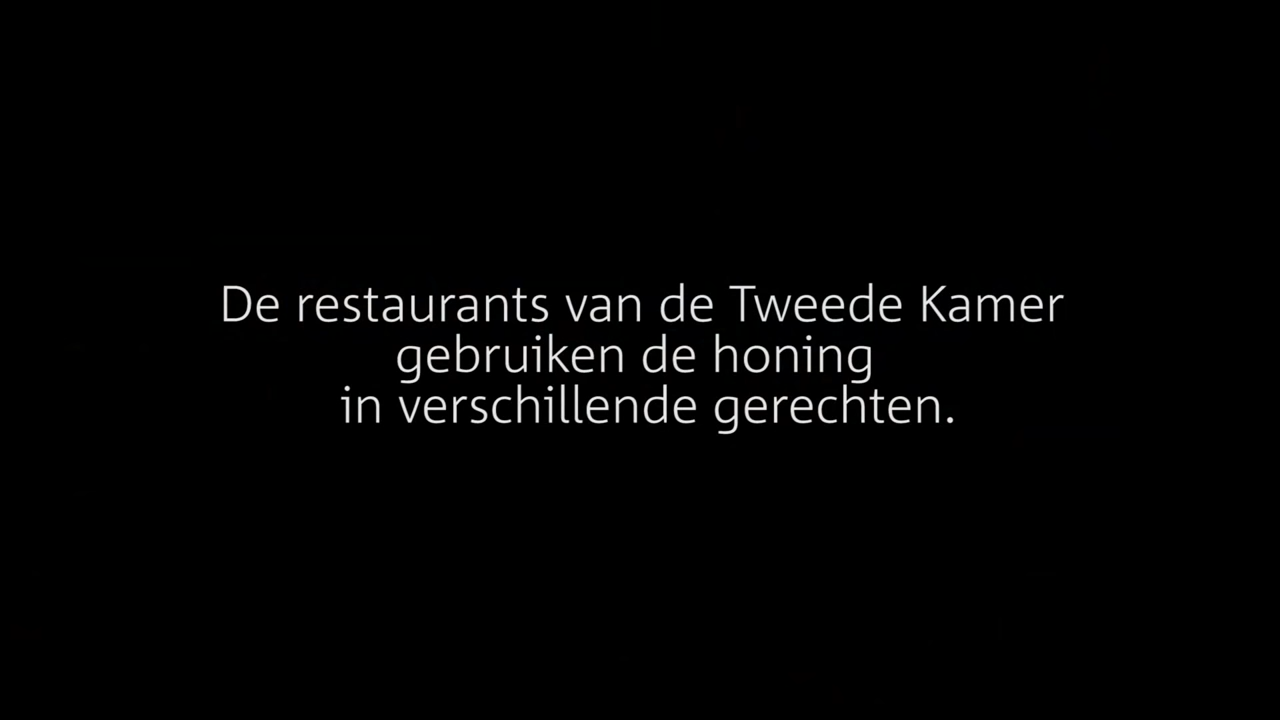 De restaurants van de Tweede Kamer
gebruiken de honing
in verschillende gerechten.